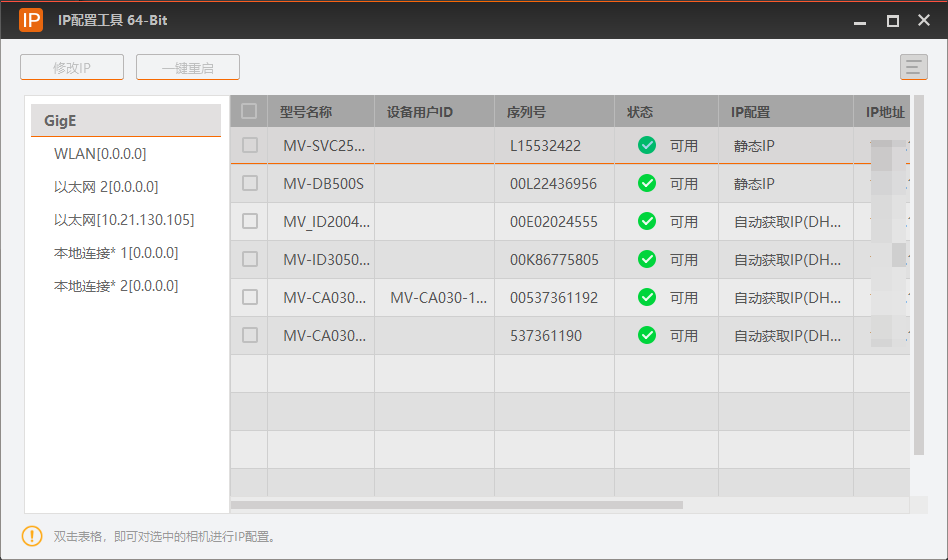 IP IP配置工具 64-Bit
修改IP 一键重启
GigE
WLAN[0.0.0.0]
以太网 2[0.0.0.0]
以太网[10.21.130.105]
本地连接* 1[0.0.0.0]
本地连接* 2[0.0.0.0]
型号名称 设备用户ID 序列号 状态 IP配置 IP地址
MV-SVC25... L15532422 可用 静态IP
MV-DB500S 00L22436956 可用 静态IP
MV_ID2004... 00E02024555 可用 自动获取IP(DH...
MV-ID3050... 00K86775805 可用 自动获取IP(DH...
MV-CA030... MV-CA030-1... 00537361192 可用 自动获取IP(DH...
MV-CA030... 537361190 可用 自动获取IP(DH...
双击表格，即可对选中的相机进行IP配置。